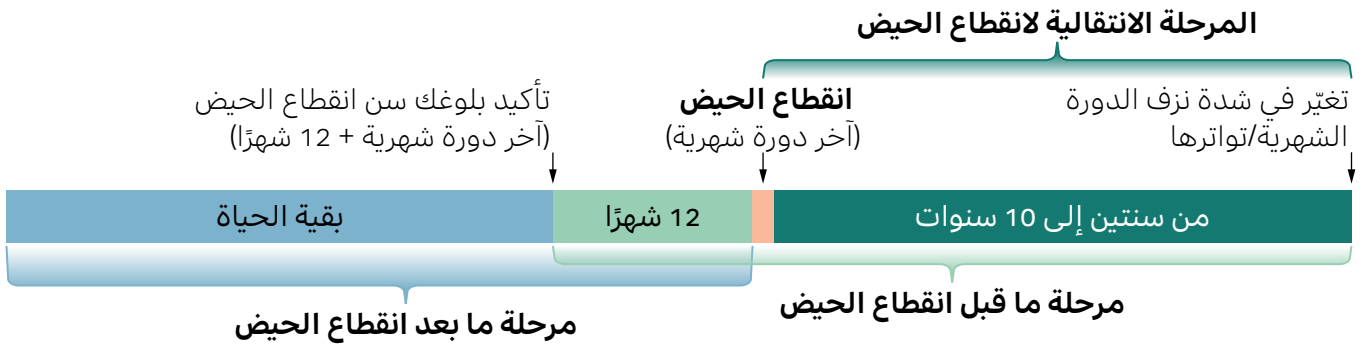 المرحلة الانتقالية لانقطاع الحيض
تغيّر في شدة نزف الدورة
الشهرية/تواترها
انقطاع الحيض
(آخر دورة شهرية)
تأكيد بلوغك سن انقطاع الحيض
(آخر دورة شهرية + 12 شهرًا)
من سنتين إلى 10 سنوات
12 شهرًا
بقية الحياة
مرحلة ما قبل انقطاع الحيض
مرحلة ما بعد انقطاع الحيض